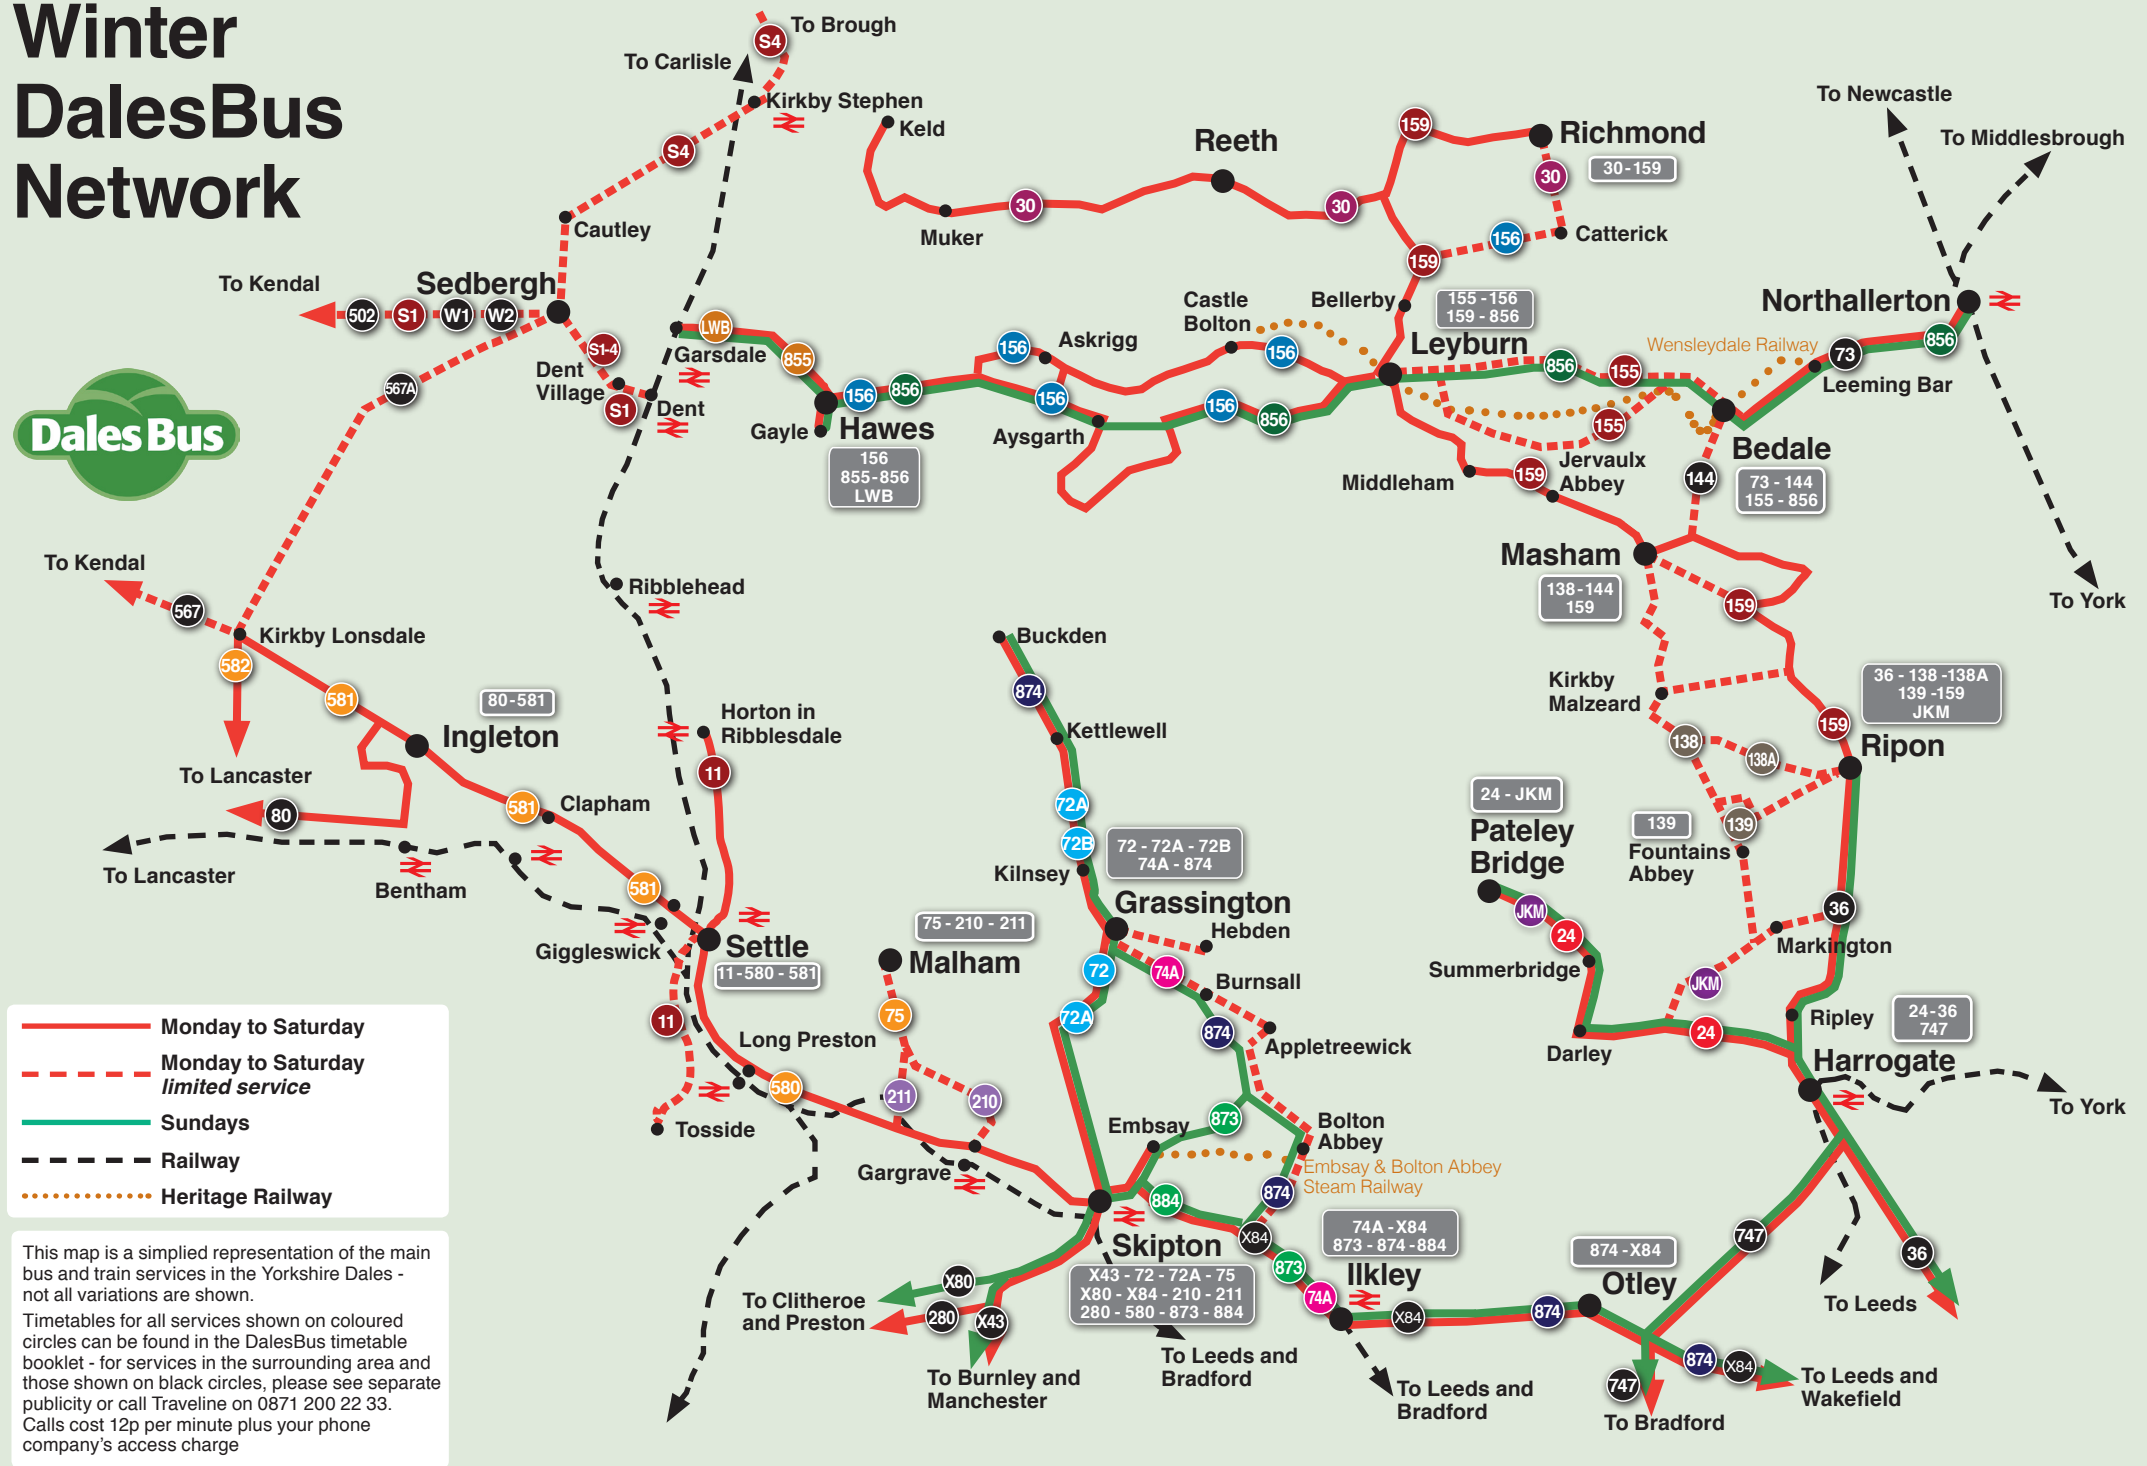 Winter
DalesBus
Network
To Brough
S4
To Carlisle
Kirkby Stephen
Keld
S4
Cautley
Muker
30
Reeth
30
159
Richmond
30-159
30
156
Catterick
159
To Newcastle
To Middlesbrough
To Kendal
502
S1
W1
W2
Sedbergh
S1-4
Dent
Village
S1
Dent
567A
Dales Bus
LWB
Garsdale
855
Gayle
Hawes
156
855-856
LWB
156
856
156
Askrigg
156
Aysgarth
Castle
Bolton
156
156
856
Bellerby
155 - 156
159 - 856
Leyburn
856
155
155
Wensleydale Railway
73
Leeming Bar
856
Northallerton
Bedale
73 - 144
155 - 856
144
Middleham
159
Jervaulx
Abbey
Masham
138-144
159
159
To York
To Kendal
567
Kirkby Lonsdale
582
581
80-581
Ingleton
To Lancaster
80
581
Clapham
To Lancaster
Bentham
Ribblehead
Horton in
Ribblesdale
11
581
Giggleswick
Settle
11-580 - 581
11
Tosside
Long Preston
580
75 - 210 - 211
Malham
75
211
210
Gargrave
Buckden
874
Kettlewell
72A
72B
Kilnsey
72 - 72A - 72B
74A - 874
Grassington
Hebden
72
72A
74A
Burnsall
874
Appletreewick
Embsay
873
Bolton
Abbey
Embsay & Bolton Abbey
Steam Railway
884
874
X84
873
74A
Skipton
X43 - 72 - 72A - 75
X80 - X84 - 210 - 211
280 - 580 - 873 - 884
X80
To Clitheroe
and Preston
280
X43
To Burnley and
Manchester
To Leeds and
Bradford
74A - X84
873 - 874 - 884
Ilkley
To Leeds and
Bradford
X84
874
874 - X84
Otley
747
874
X84
To Leeds and
Wakefield
747
To Bradford
36
To Leeds
Kirkby
Malzeard
138
138A
139
139
Fountains
Abbey
159
36 - 138 -138A
139 -159
JKM
Ripon
24 - JKM
Pateley
Bridge
JKM
24
Summerbridge
Darley
36
Markington
JKM
24
Ripley
24-36
747
Harrogate
To York
Monday to Saturday
Monday to Saturday
limited service
Sundays
Railway
Heritage Railway
This map is a simplied representation of the main
bus and train services in the Yorkshire Dales -
not all variations are shown.
Timetables for all services shown on coloured
circles can be found in the DalesBus timetable
booklet - for services in the surrounding area and
those shown on black circles, please see separate
publicity or call Traveline on 0871 200 22 33.
Calls cost 12p per minute plus your phone
company's access charge